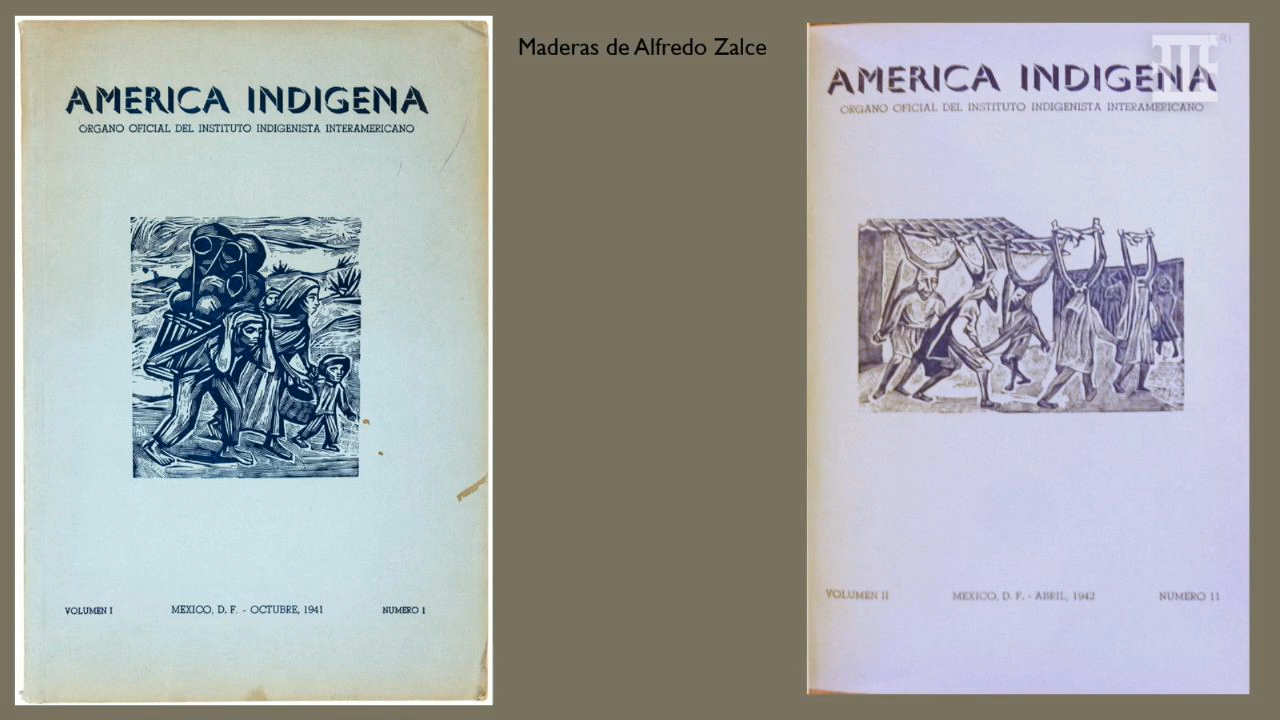 Maderas de Alfredo Zalce
AMERICA INDIGENA
ORGANO OFICIAL DEL INSTITUTO INDIGENISTA INTERAMERICANO
VOLUMEN I
MEXICO, D. F. - OCTUBRE, 1941
NUMERO 1
AMERICA INDIGENA
ORGANO OFICIAL DEL INSTITUTO INDIGENISTA INTERAMERICANO
VOLUMEN II
MEXICO, D. F. - ABRIL, 1942
NUMERO 11